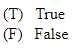 (T) True
(F) False